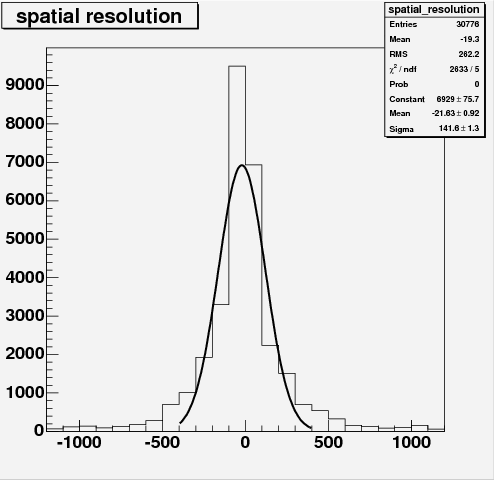 spatial resolution
spatial_resolution
Entries 30776
Mean -19.3
RMS 262.2
χ² / ndf 2633 / 5
Prob 0
Constant 6929 ± 75.7
Mean -21.63 ± 0.92
Sigma 141.6 ± 1.3
9000
8000
7000
6000
5000
4000
3000
2000
1000
0
-1000 -500 0 500 1000